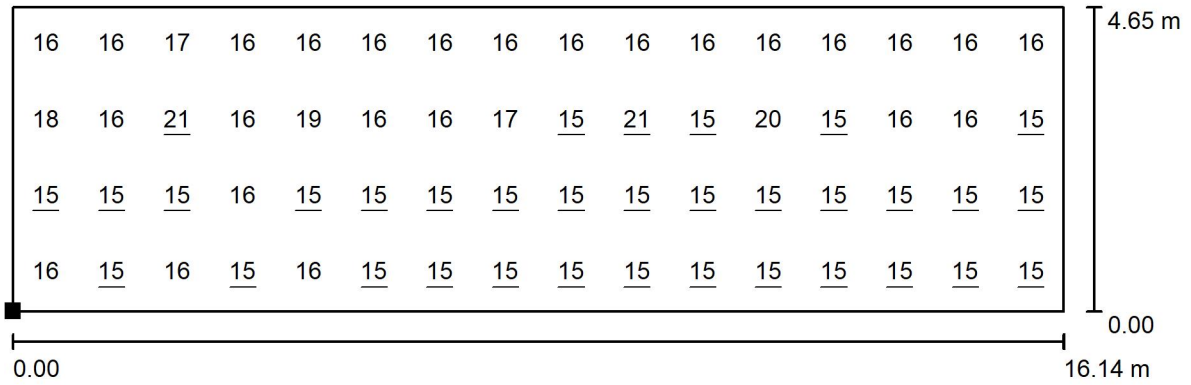 16 16 17 16 16 16 16 16 16 16 16 16 16 16 16 16
4.65 m
18 16 21 16 19 16 16 17 15 21 15 20 15 16 16 15
15 15 15 16 15 15 15 15 15 15 15 15 15 15 15 15
16 15 16 15 16 15 15 15 15 15 15 15 15 15 15 15
0.00
0.00 16.14 m